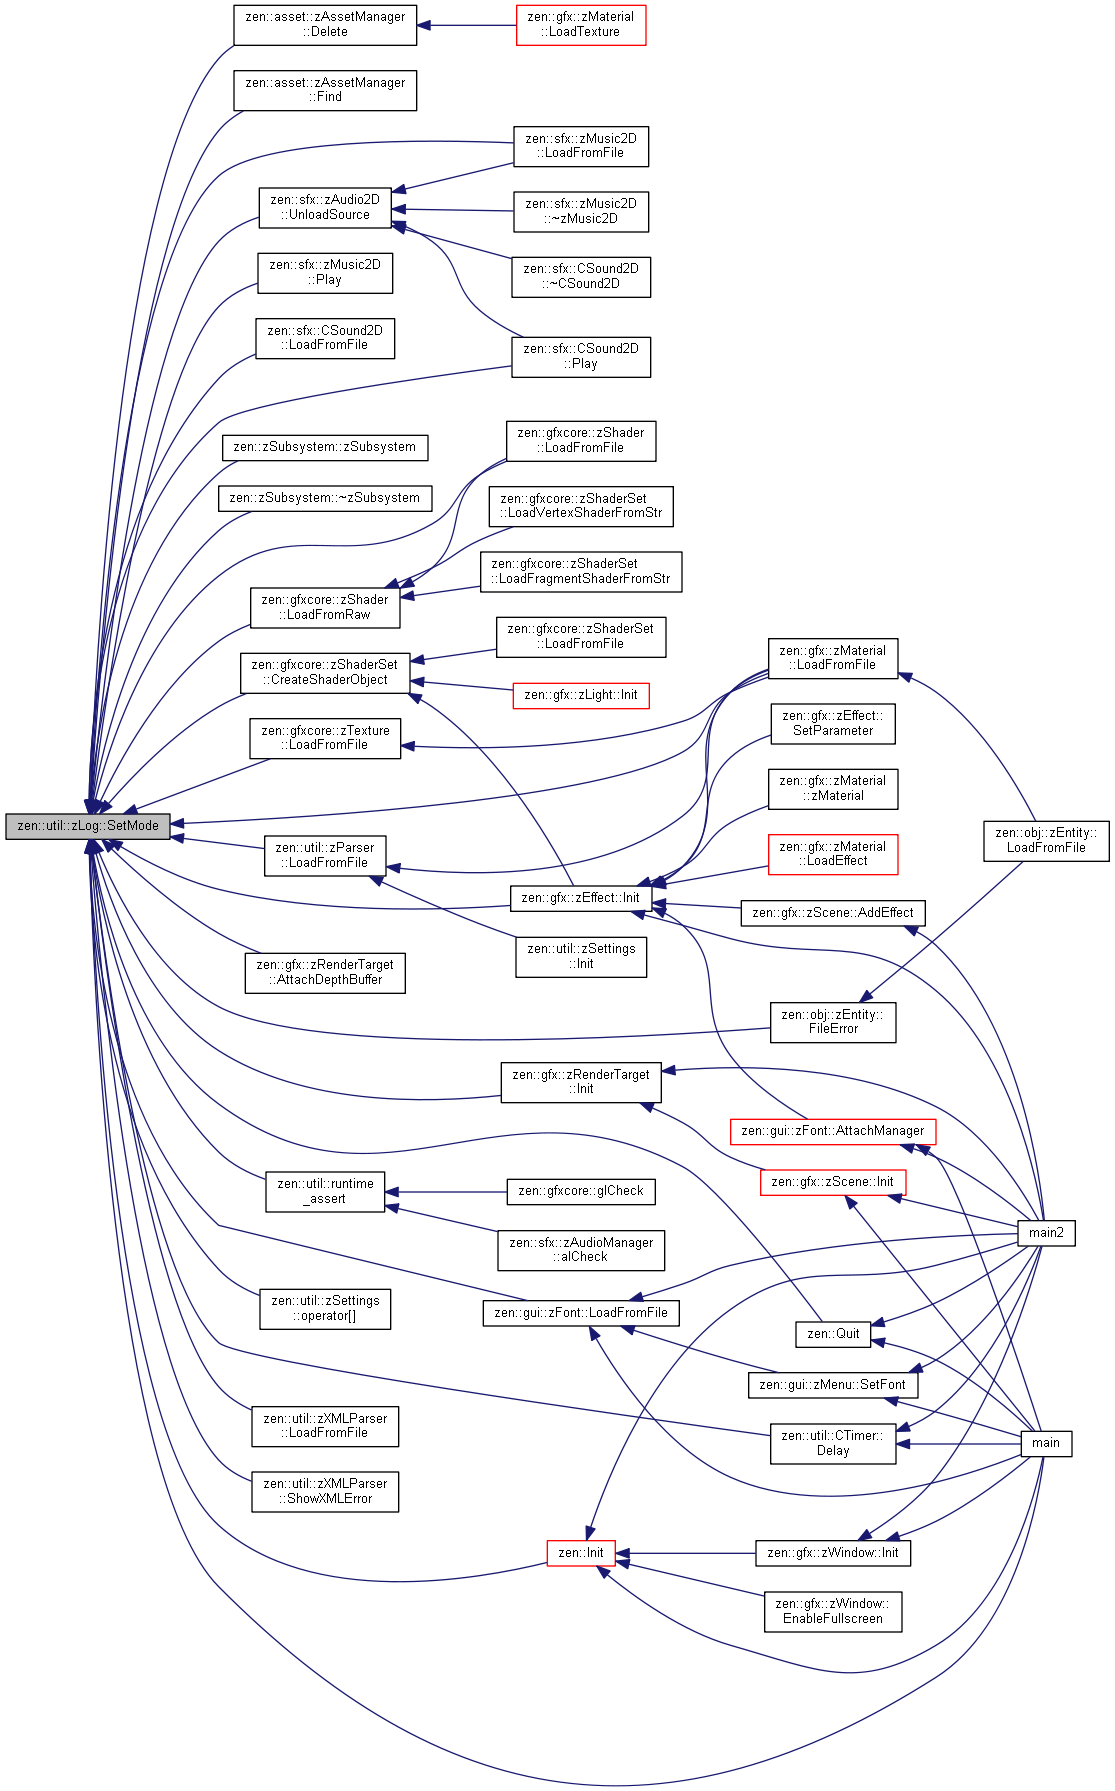 zen::asset::zAssetManager
::Delete
zen::gfx::zMaterial
::LoadTexture
zen::asset::zAssetManager
::Find
zen::sfx::zMusic2D
::LoadFromFile
zen::sfx::zAudio2D
::UnloadSource
zen::sfx::zMusic2D
::~zMusic2D
zen::sfx::zMusic2D
::Play
zen::sfx::CSound2D
::~CSound2D
zen::sfx::CSound2D
::LoadFromFile
zen::sfx::CSound2D
::Play
zen::zSubsystem::zSubsystem
zen::gfxcore::zShader
::LoadFromFile
zen::zSubsystem::~zSubsystem
zen::gfxcore::zShaderSet
::LoadVertexShaderFromStr
zen::gfxcore::zShaderSet
::LoadFragmentShaderFromStr
zen::gfxcore::zShader
::LoadFromRaw
zen::gfxcore::zShaderSet
::LoadFromFile
zen::gfxcore::zShaderSet
::CreateShaderObject
zen::gfx::zLight::Init
zen::gfx::zMaterial
::LoadFromFile
zen::gfxcore::zTexture
::LoadFromFile
zen::gfx::zEffect::
SetParameter
zen::gfx::zMaterial
::zMaterial
zen::util::zLog::SetMode
zen::obj::zEntity::
LoadFromFile
zen::util::zParser
::LoadFromFile
zen::gfx::zMaterial
::LoadEffect
zen::gfx::zEffect::Init
zen::gfx::zScene::AddEffect
zen::util::zSettings
::Init
zen::gfx::zRenderTarget
::AttachDepthBuffer
zen::obj::zEntity::
FileError
zen::gfx::zRenderTarget
::Init
zen::gui::zFont::AttachManager
zen::gfx::zScene::Init
zen::util::runtime
_assert
zen::gfxcore::glCheck
main2
zen::sfx::zAudioManager
::alCheck
zen::util::zSettings
::operator[]
zen::gui::zFont::LoadFromFile
zen::Quit
zen::gui::zMenu::SetFont
zen::util::zXMLParser
::LoadFromFile
zen::util::CTimer::
Delay
main
zen::util::zXMLParser
::ShowXMLError
zen::Init
zen::gfx::zWindow::Init
zen::gfx::zWindow::
EnableFullscreen